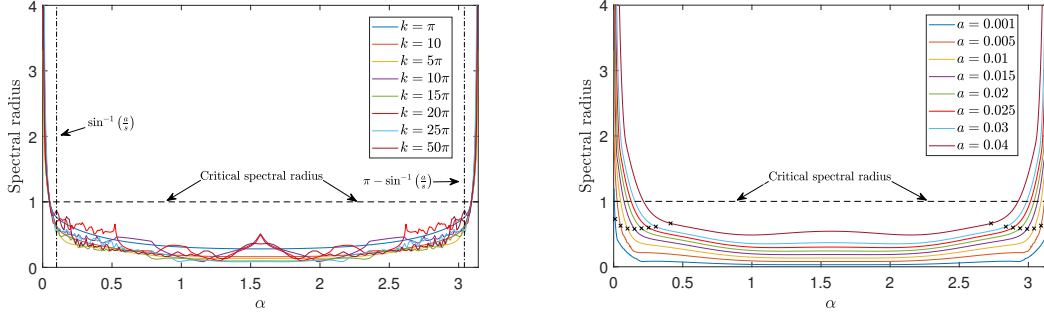 4
3
2
1
0
Spectral radius
0
0.5
1
1.5
2
2.5
3
α
k = π
k = 10
k = 5π
k = 10π
k = 15π
k = 20π
k = 25π
k = 50π
sin⁻¹ (a/s)
Critical spectral radius
π − sin⁻¹ (a/s)
4
3
2
1
0
Spectral radius
0
0.5
1
1.5
2
2.5
3
α
a = 0.001
a = 0.005
a = 0.01
a = 0.015
a = 0.02
a = 0.025
a = 0.03
a = 0.04
Critical spectral radius